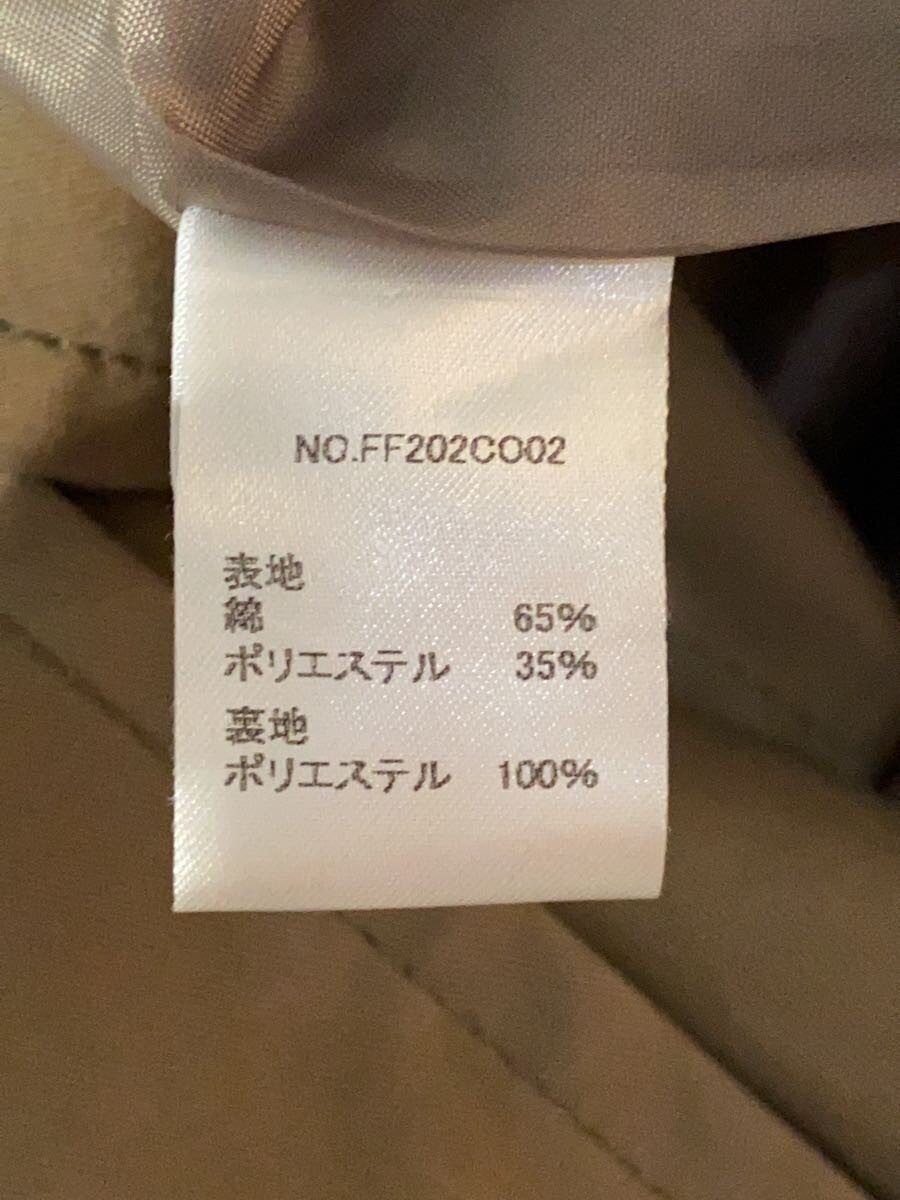 NO.FF202CO02
表地
綿 65%
ポリエステル 35%
裏地
ポリエステル 100%